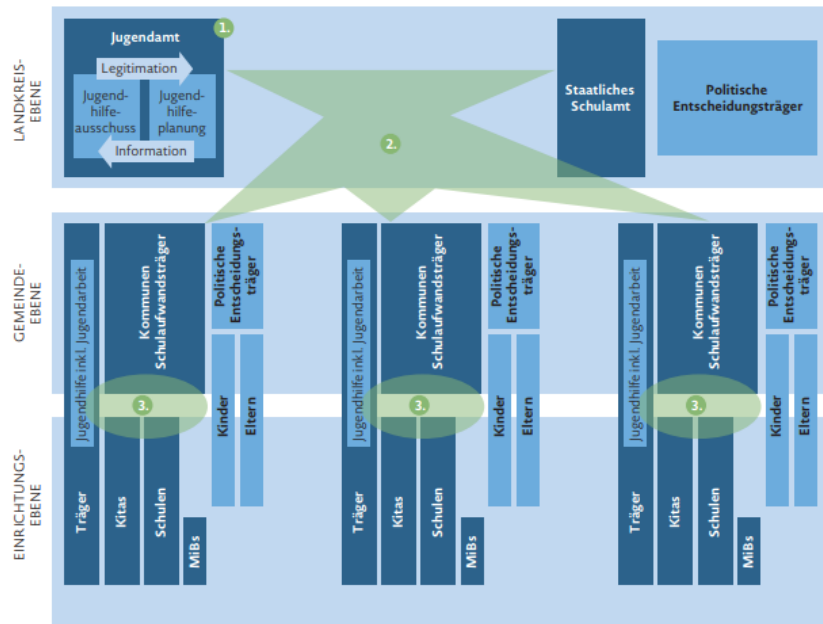 LANDKREIS-
EBENE
Jugendamt
1.
Legitimation
Jugend-
hilfe-
ausschuss
Jugend-
hilfe-
planung
Information
2.
Staatliches
Schulamt
Politische
Entscheidungsträger
GEMEINDE-
EBENE
EINRICHTUNGS-
EBENE
Träger
Jugendhilfe inkl. Jugendarbeit
Kommunen
Schulaufwandsträger
Politische
Entscheidungs-
träger
3.
Kitas
Schulen
MiBs
Kinder
Eltern
Träger
Jugendhilfe inkl. Jugendarbeit
Kommunen
Schulaufwandsträger
Politische
Entscheidungs-
träger
3.
Kitas
Schulen
MiBs
Kinder
Eltern
Träger
Jugendhilfe inkl. Jugendarbeit
Kommunen
Schulaufwandsträger
Politische
Entscheidungs-
träger
3.
Kitas
Schulen
MiBs
Kinder
Eltern